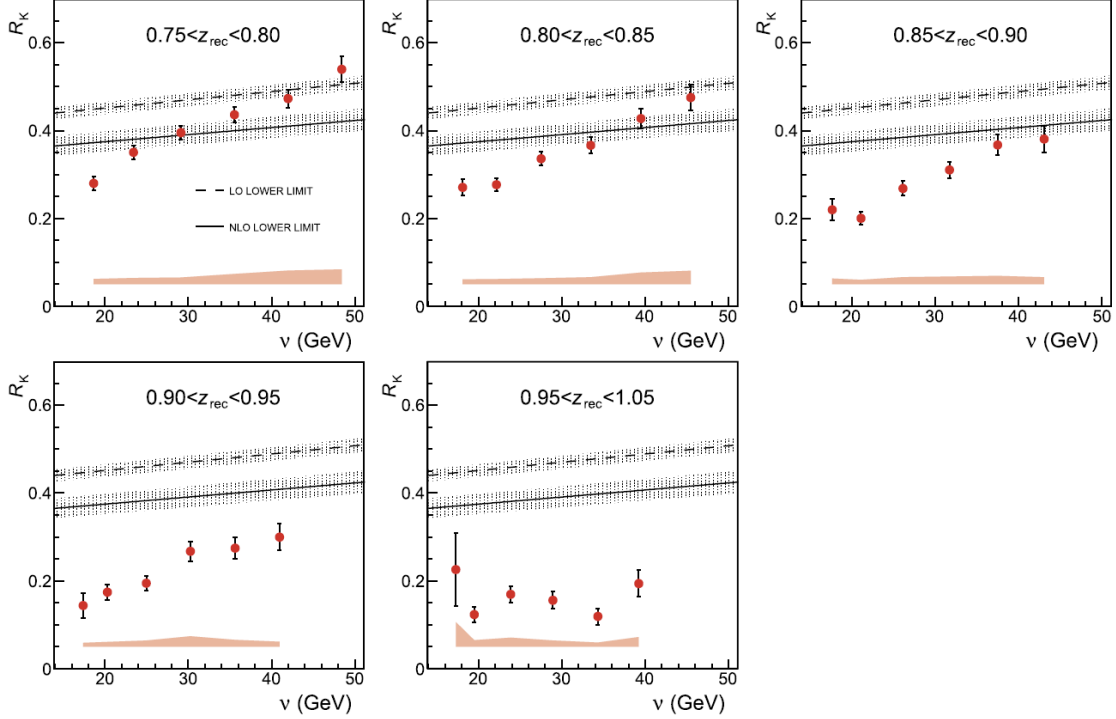 R_K
0.6
0.4
0.2
0
0.75<z_rec<0.80
LO LOWER LIMIT
NLO LOWER LIMIT
20 30 40 50
ν (GeV)
R_K
0.6
0.4
0.2
0
0.80<z_rec<0.85
20 30 40 50
ν (GeV)
R_K
0.6
0.4
0.2
0
0.85<z_rec<0.90
20 30 40 50
ν (GeV)
R_K
0.6
0.4
0.2
0
0.90<z_rec<0.95
20 30 40 50
ν (GeV)
R_K
0.6
0.4
0.2
0
0.95<z_rec<1.05
20 30 40 50
ν (GeV)